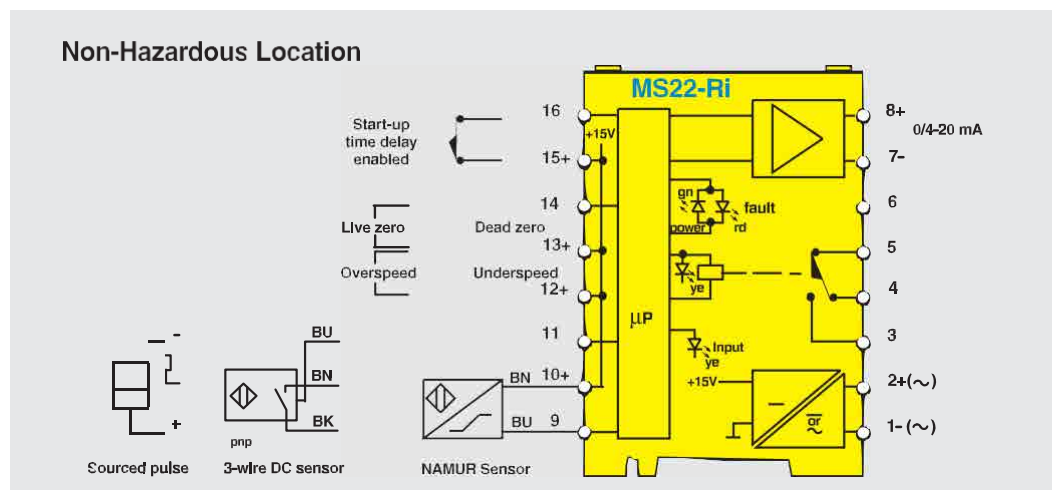 Non-Hazardous Location
MS22-Ri
Start-up
time delay
enabled
16
+15V
15+
8+
0/4-20 mA
7-
14
Live zero
Dead zero
13+
gn
fault
power
rd
6
Overspeed
Underspeed
12+
ye
5
4
µP
11
Input
ye
3
BU
BN
BK
pnp
-
+
BN
10+
BU
9
+15V
or
~
2+(~)
1-(~)
Sourced pulse
3-wire DC sensor
NAMUR Sensor